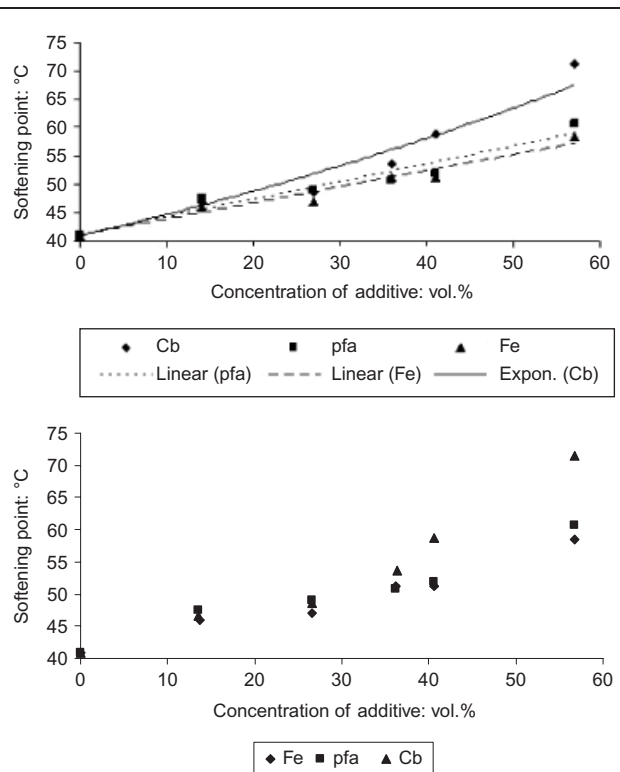 75
70
65
60
55
50
45
40
Softening point: °C
0 10 20 30 40 50 60
Concentration of additive: vol.%
Cb pfa Fe
Linear (pfa) Linear (Fe) Expon. (Cb)
75
70
65
60
55
50
45
40
Softening point: °C
0 10 20 30 40 50 60
Concentration of additive: vol.%
Fe pfa Cb